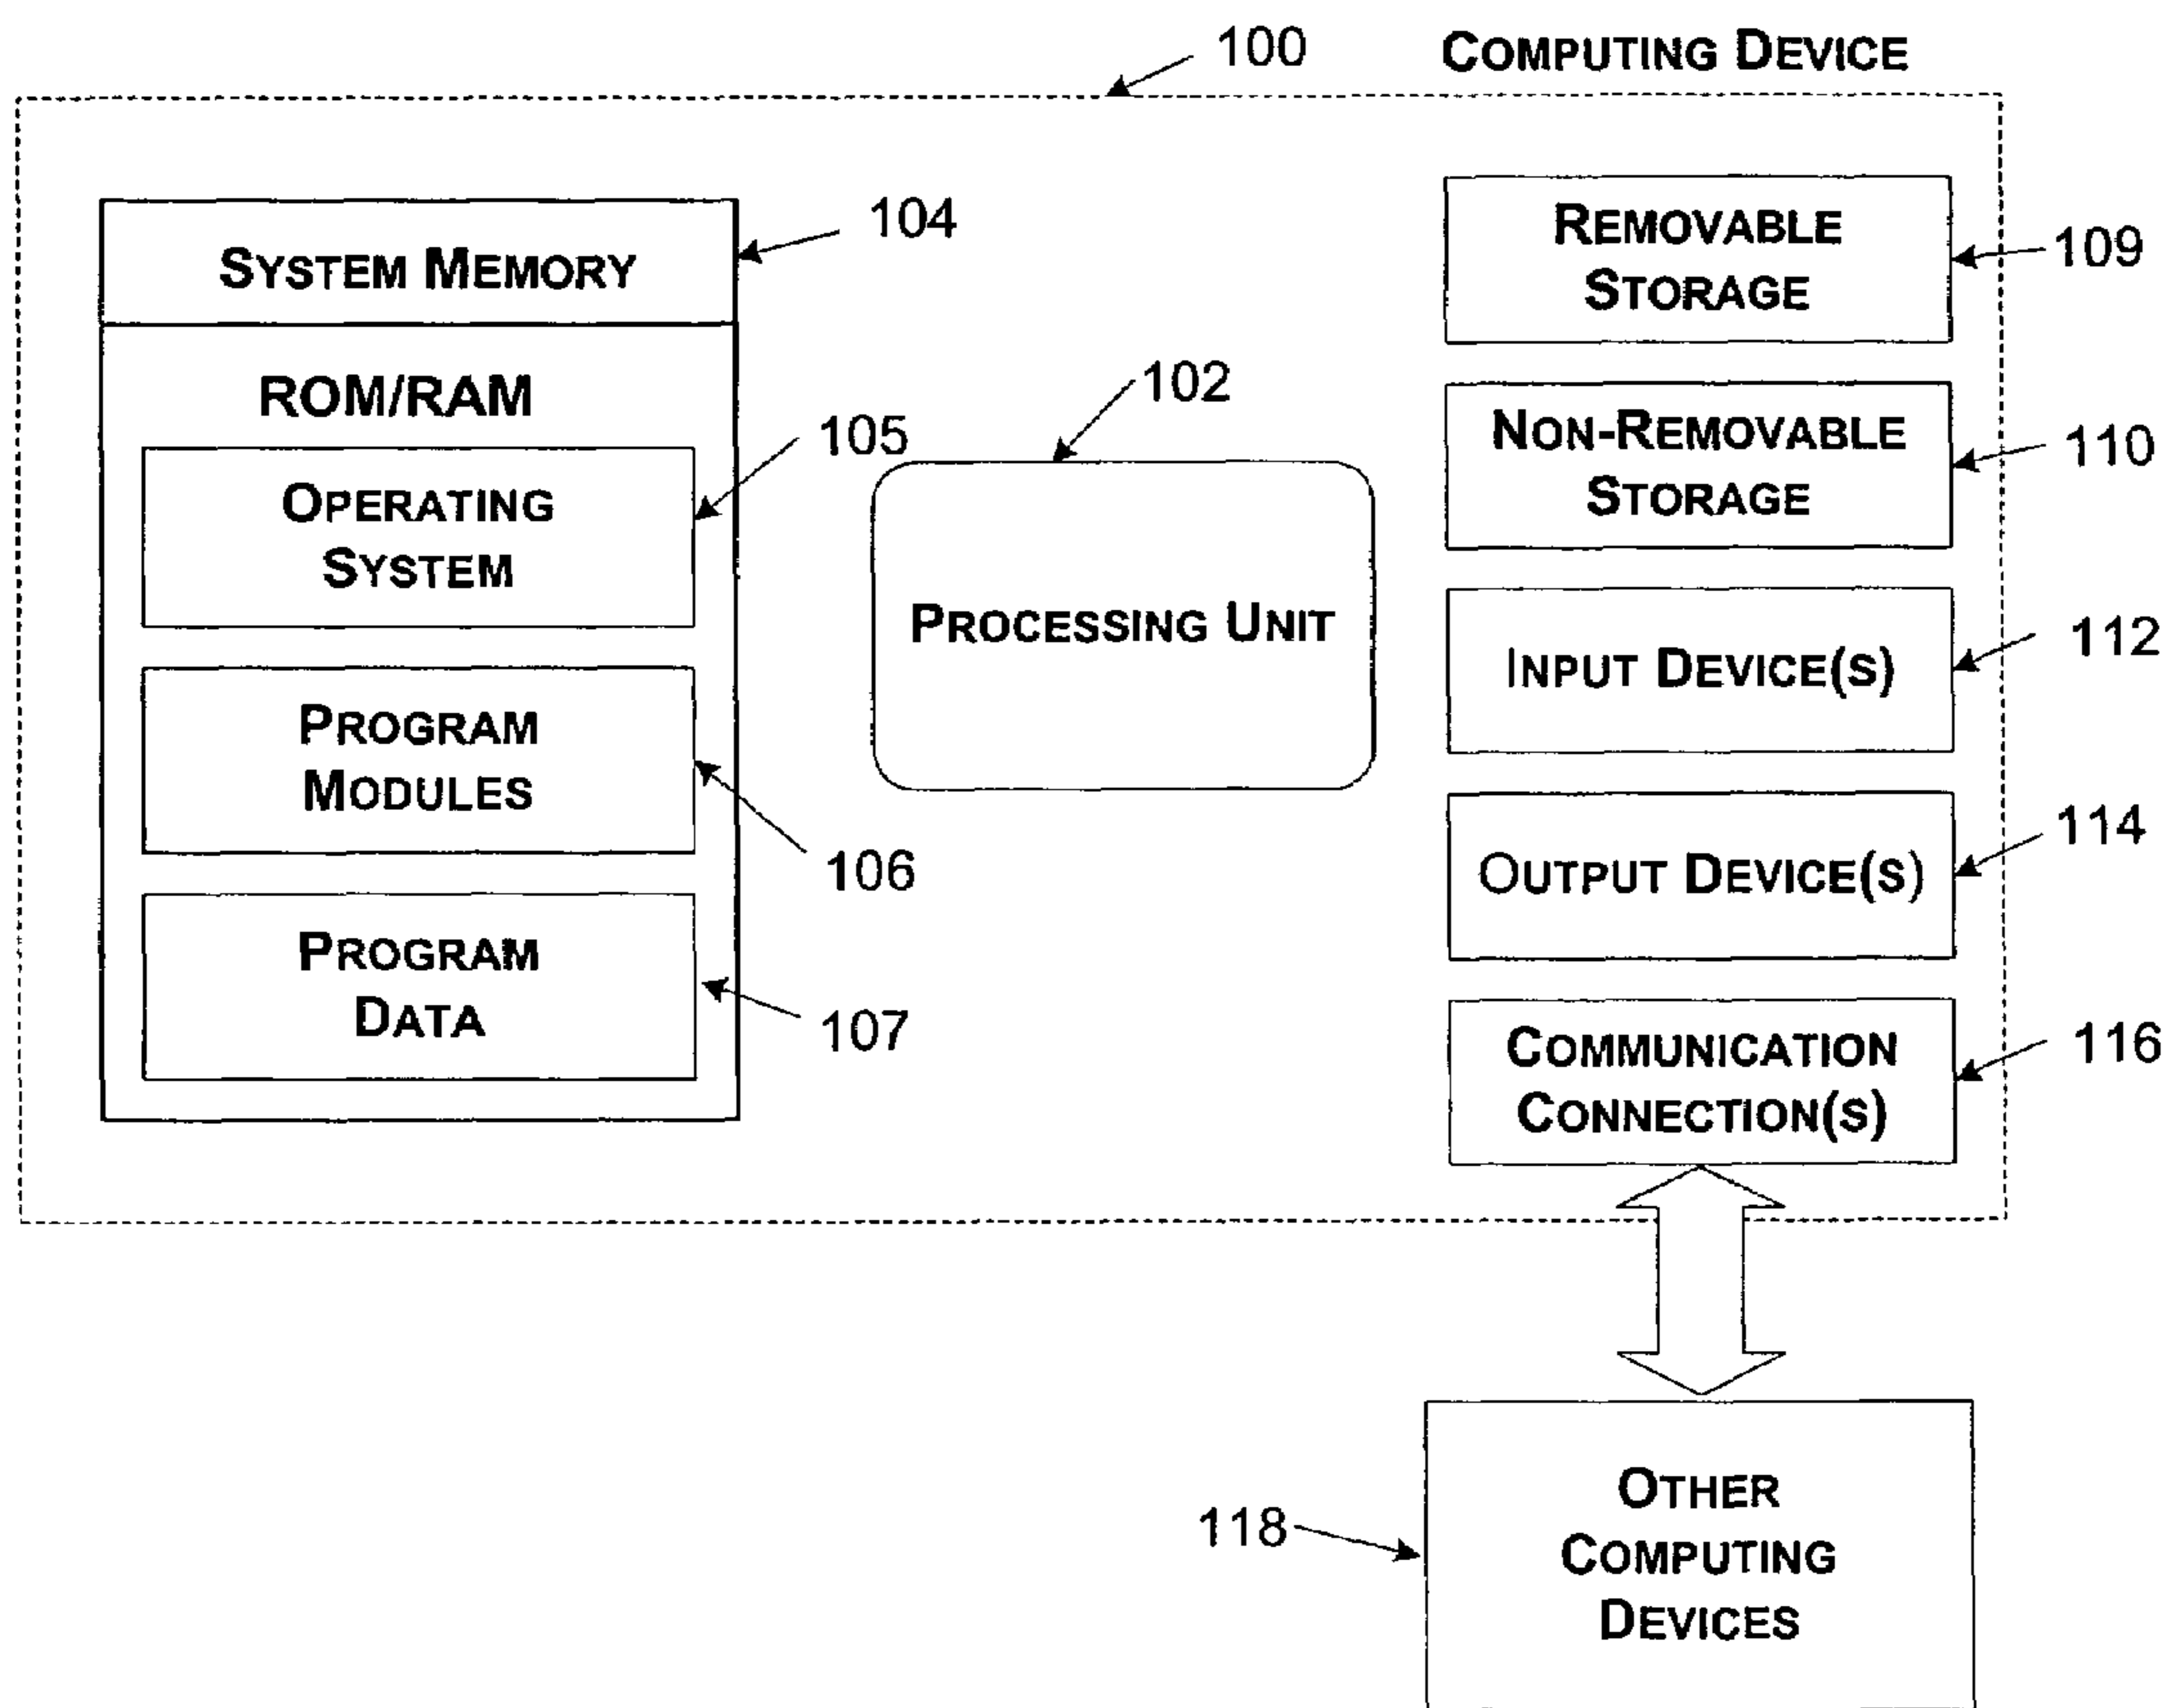 100 COMPUTING DEVICE
SYSTEM MEMORY
104
ROM/RAM
OPERATING
SYSTEM
105
PROGRAM
MODULES
106
PROGRAM
DATA
107
102
PROCESSING UNIT
REMOVABLE
STORAGE
109
NON-REMOVABLE
STORAGE
110
INPUT DEVICE(S)
112
OUTPUT DEVICE(S)
114
COMMUNICATION
CONNECTION(S)
116
118
OTHER
COMPUTING
DEVICES